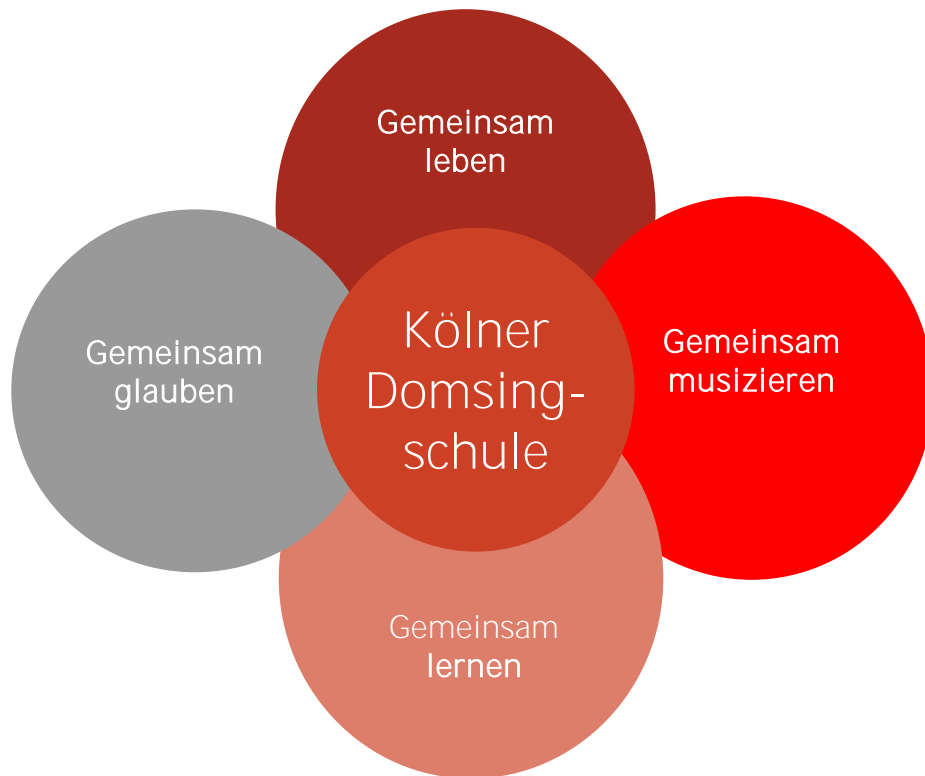 Gemeinsam
leben
Gemeinsam
glauben
Kölner
Domsing-
schule
Gemeinsam
musizieren
Gemeinsam
lernen